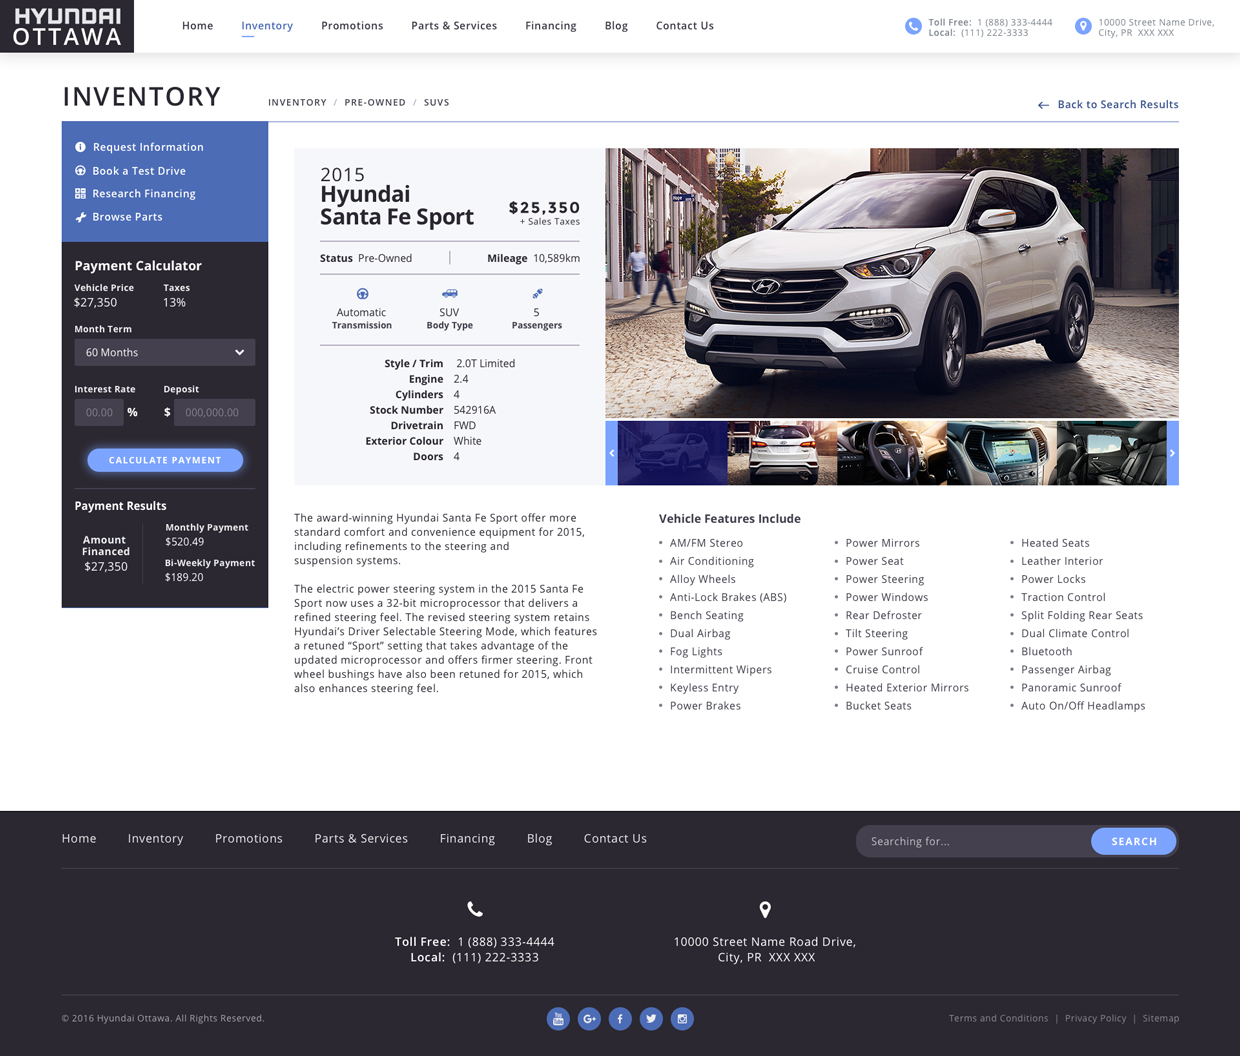 HYUNDAI
OTTAWA
Home
Inventory
Promotions
Parts & Services
Financing
Blog
Contact Us
Toll Free: 1 (888) 333-4444
Local: (111) 222-3333
10000 Street Name Drive,
City, PR XXX XXX
INVENTORY
INVENTORY / PRE-OWNED / SUVS
Back to Search Results
Request Information
Book a Test Drive
Research Financing
Browse Parts
Payment Calculator
Vehicle Price
$27,350
Taxes
13%
Month Term
60 Months
Interest Rate
00.00 %
Deposit
$ 000,000.00
CALCULATE PAYMENT
Payment Results
Amount
Financed
$27,350
Monthly Payment
$520.49
Bi-Weekly Payment
$189.20
2015
Hyundai
Santa Fe Sport
$25,350
+ Sales Taxes
Status Pre-Owned
Mileage 10,589km
Automatic
Transmission
SUV
Body Type
5
Passengers
Style / Trim 2.0T Limited
Engine 2.4
Cylinders 4
Stock Number 542916A
Drivetrain FWD
Exterior Colour White
Doors 4
The award-winning Hyundai Santa Fe Sport offer more
standard comfort and convenience equipment for 2015,
including refinements to the steering and
suspension systems.
The electric power steering system in the 2015 Santa Fe
Sport now uses a 32-bit microprocessor that delivers a
refined steering feel. The revised steering system retains
Hyundai's Driver Selectable Steering Mode, which features
a retuned “Sport” setting that takes advantage of the
updated microprocessor and offers firmer steering. Front
wheel bushings have also been retuned for 2015, which
also enhances steering feel.
Vehicle Features Include
• AM/FM Stereo
• Air Conditioning
• Alloy Wheels
• Anti-Lock Brakes (ABS)
• Bench Seating
• Dual Airbag
• Fog Lights
• Intermittent Wipers
• Keyless Entry
• Power Brakes
• Power Mirrors
• Power Seat
• Power Steering
• Power Windows
• Rear Defroster
• Tilt Steering
• Power Sunroof
• Cruise Control
• Heated Exterior Mirrors
• Bucket Seats
• Heated Seats
• Leather Interior
• Power Locks
• Traction Control
• Split Folding Rear Seats
• Dual Climate Control
• Bluetooth
• Passenger Airbag
• Panoramic Sunroof
• Auto On/Off Headlamps
Home
Inventory
Promotions
Parts & Services
Financing
Blog
Contact Us
Searching for...
SEARCH
Toll Free: 1 (888) 333-4444
Local: (111) 222-3333
10000 Street Name Road Drive,
City, PR XXX XXX
© 2016 Hyundai Ottawa. All Rights Reserved.
Terms and Conditions | Privacy Policy | Sitemap